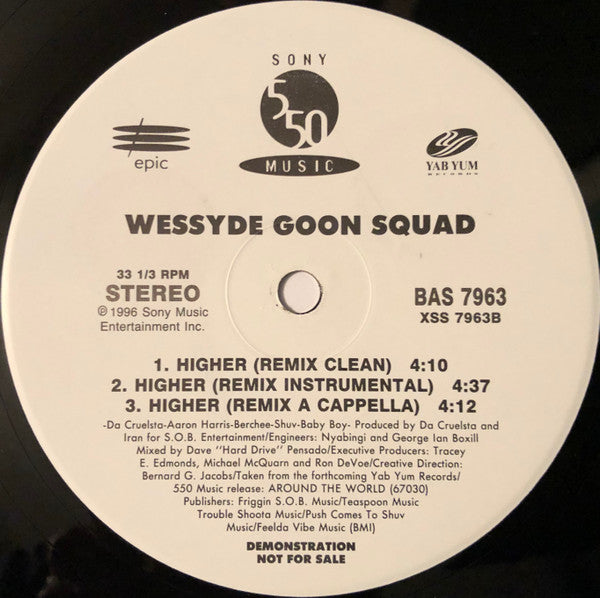 SONY
550
MUSIC
epic
YAB YUM
RECORDS
WESSYDE GOON SQUAD
33 1/3 RPM
STEREO
℗ 1996 Sony Music
Entertainment Inc.
BAS 7963
XSS 7963B
1. HIGHER (REMIX CLEAN) 4:10
2. HIGHER (REMIX INSTRUMENTAL) 4:37
3. HIGHER (REMIX A CAPPELLA) 4:12
-Da Cruelsta-Aaron Harris-Berchee-Shuv-Baby Boy- Produced by Da Cruelsta and
Iran for S.O.B. Entertainment/Engineers: Nyabingi and George Ian Boxill
Mixed by Dave "Hard Drive" Pensado/Executive Producers: Tracey
E. Edmonds, Michael McQuarn and Ron DeVoe/Creative Direction:
Bernard G. Jacobs/Taken from the forthcoming Yab Yum Records/
550 Music release: AROUND THE WORLD (67030)
Publishers: Friggin S.O.B. Music/Teaspoon Music
Trouble Shoota Music/Push Comes To Shuv
Music/Feelda Vibe Music (BMI)
DEMONSTRATION
NOT FOR SALE